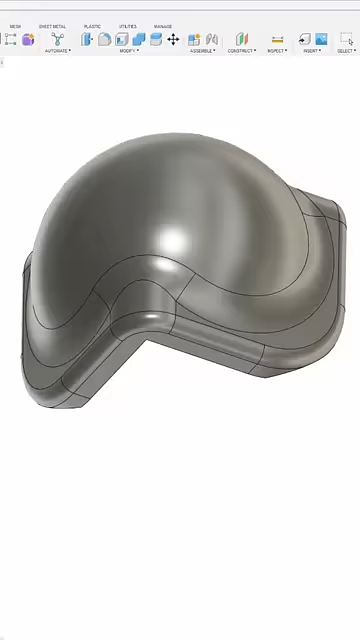 MESH SHEET METAL PLASTIC UTILITIES MANAGE
AUTOMATE MODIFY ASSEMBLE CONSTRUCT INSPECT INSERT SELECT